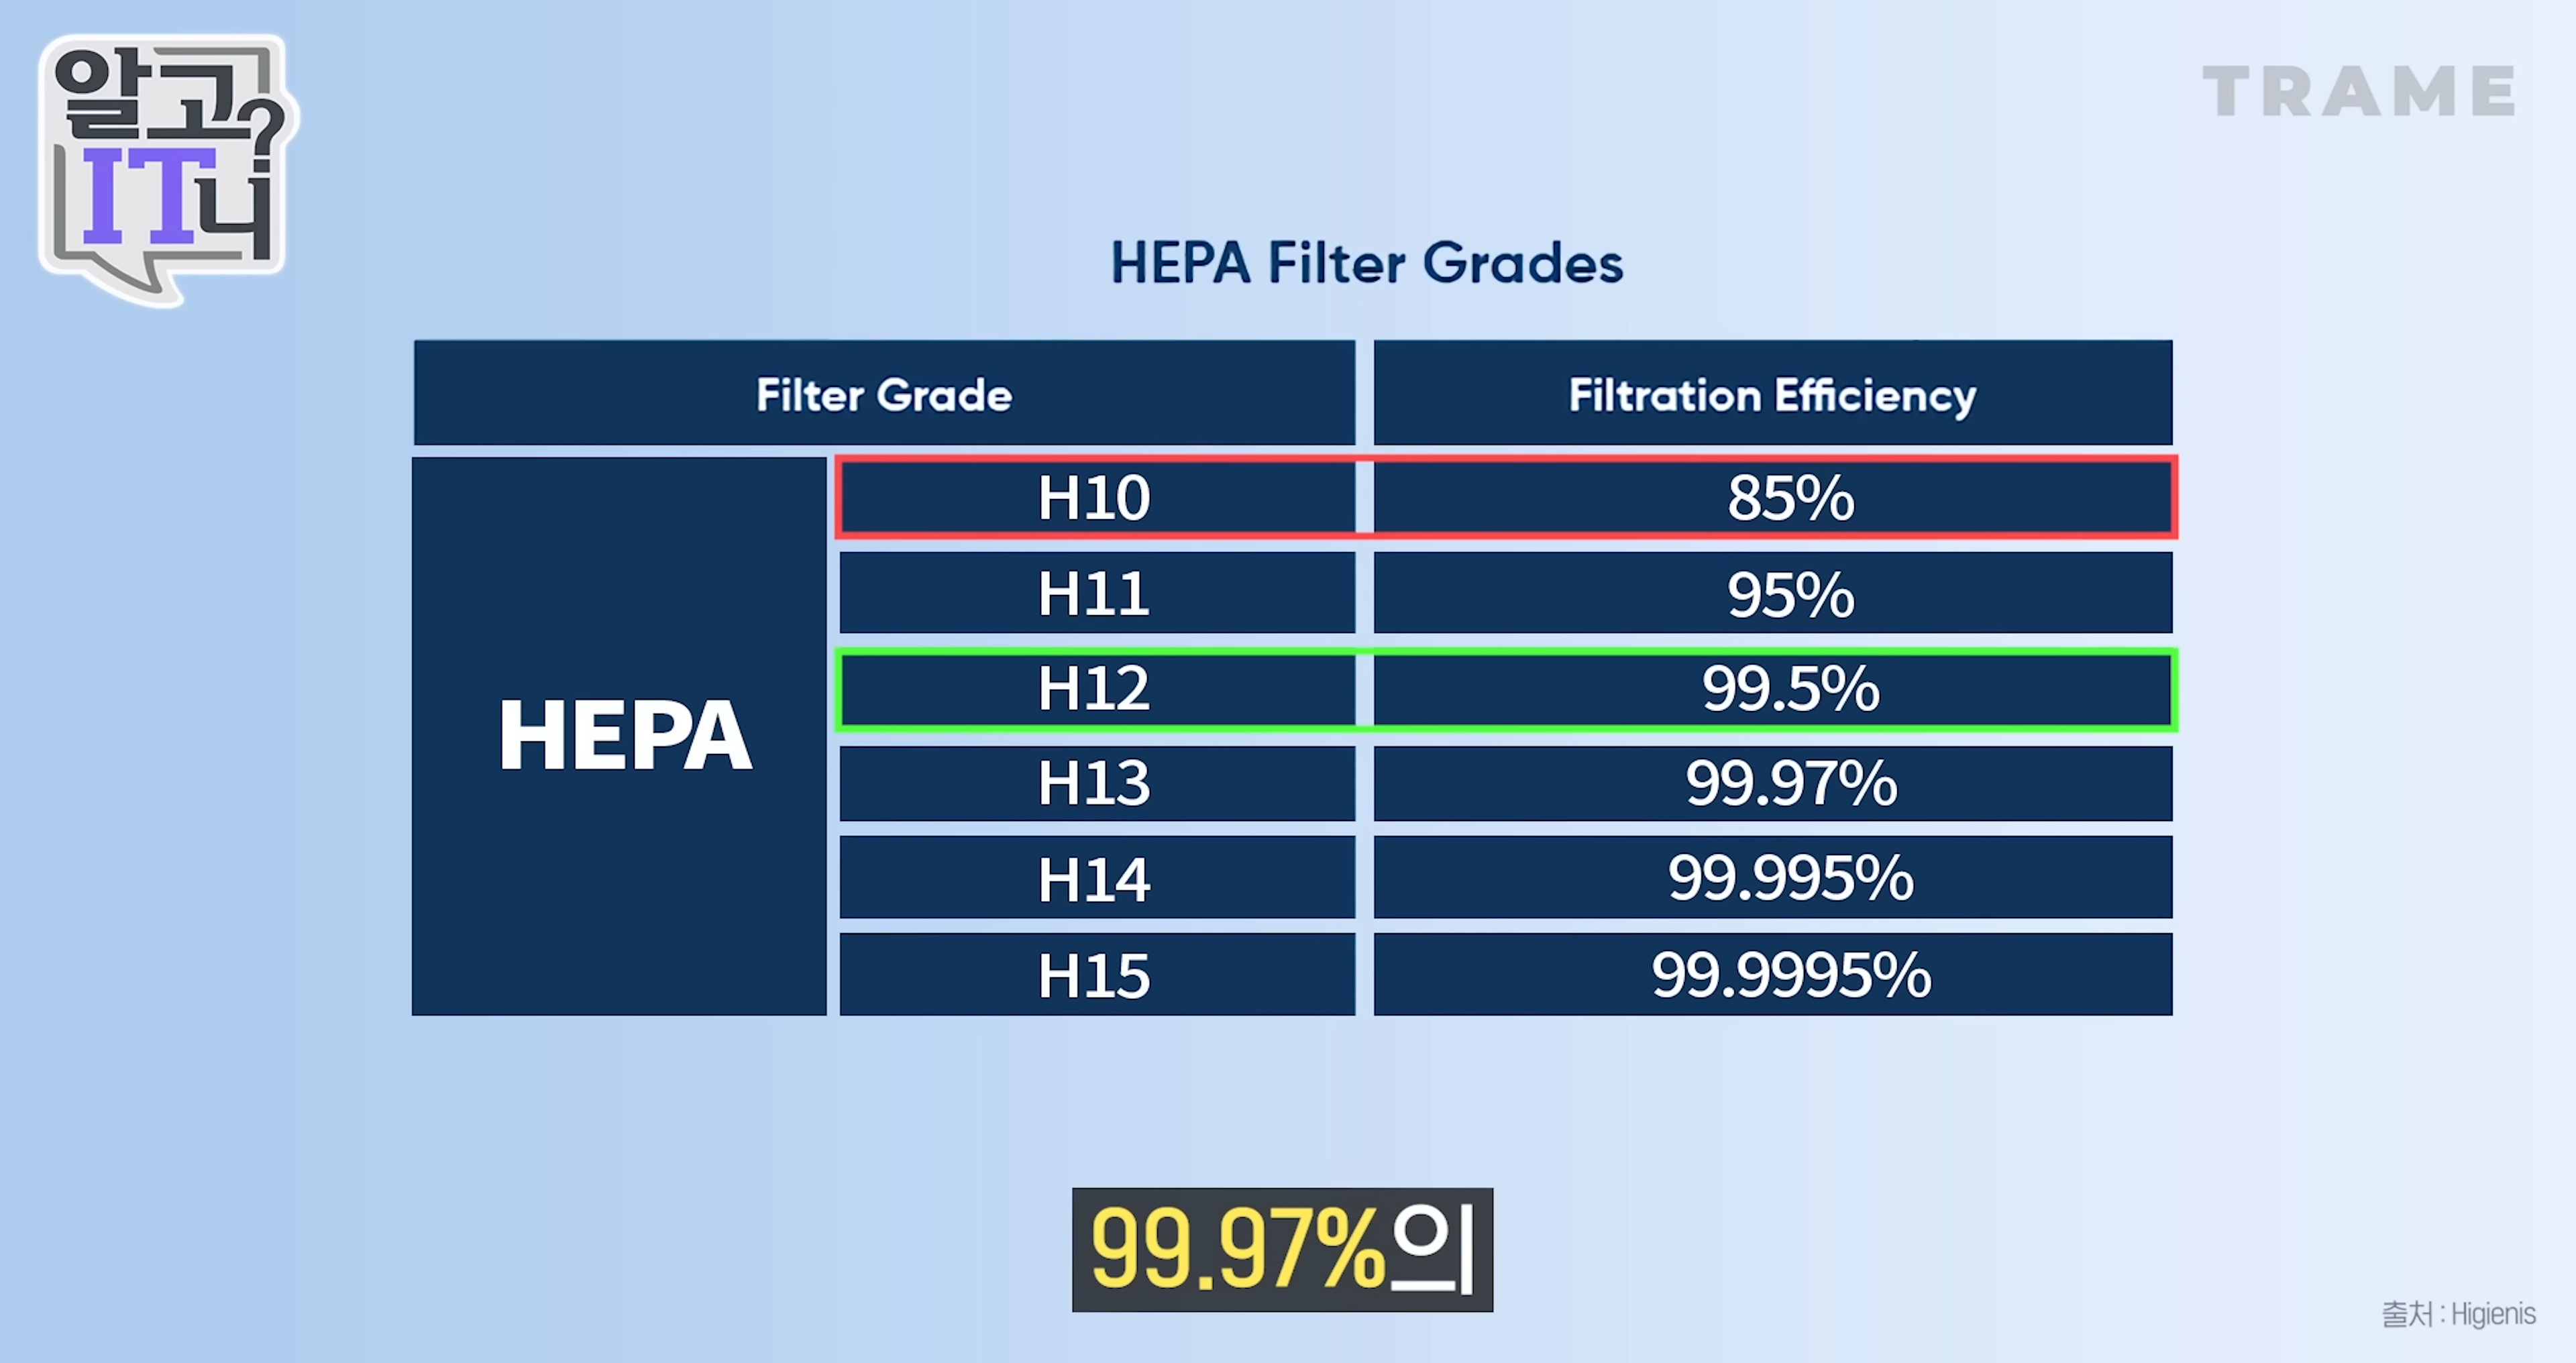 알고?
IT니
TRAME
HEPA Filter Grades
Filter Grade
Filtration Efficiency
HEPA
H10
85%
H11
95%
H12
99.5%
H13
99.97%
H14
99.995%
H15
99.9995%
99.97%의
출처 : Higienis